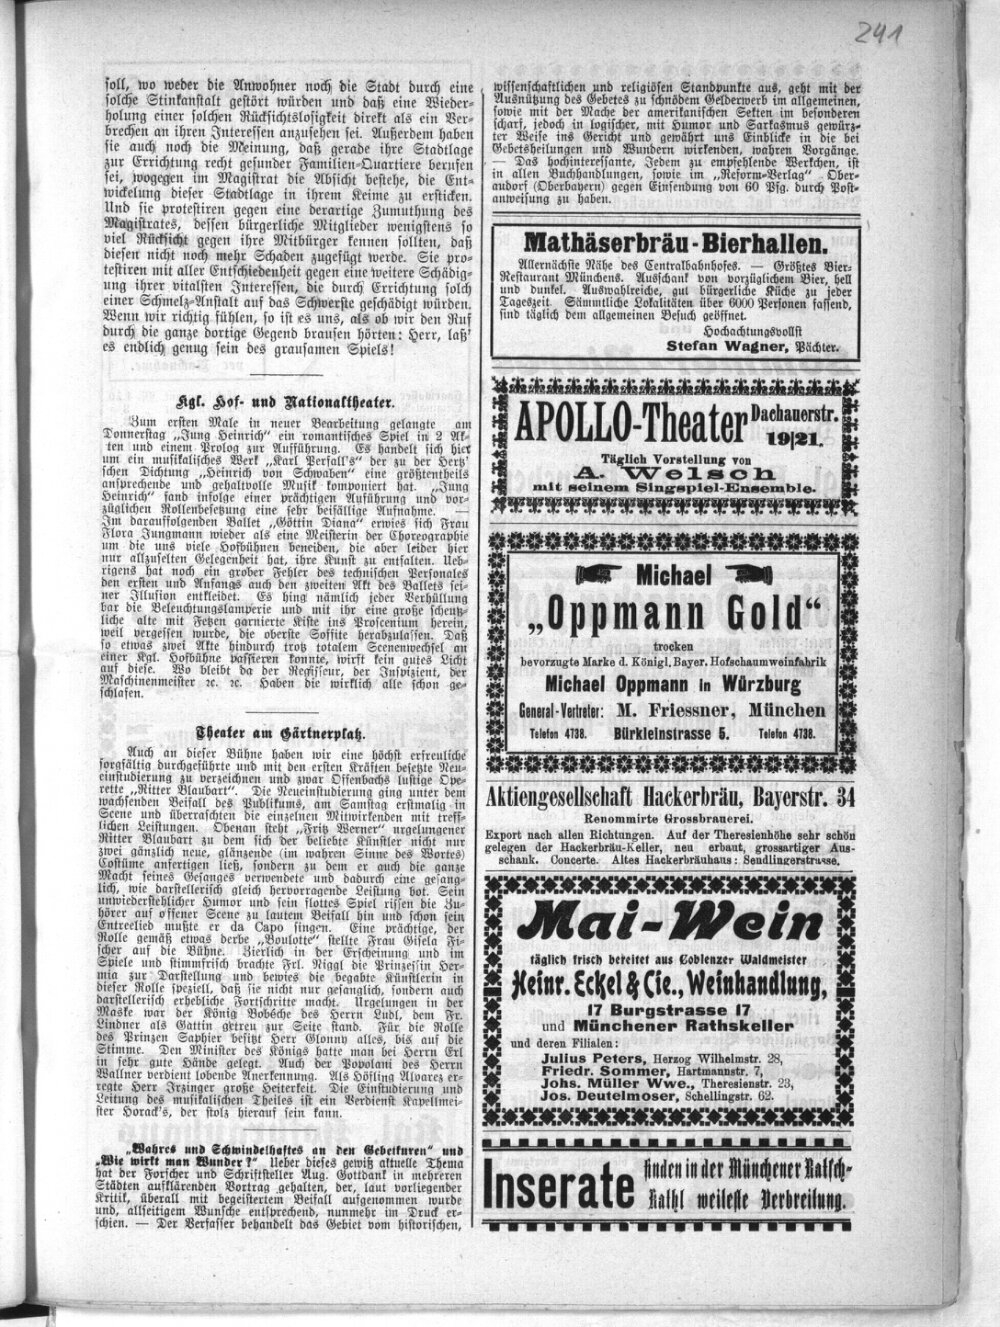 241
soll, wo weder die Anwohner noch die Stadt durch eine
solche Stinkanstalt gestört würden und daß eine Wieder-
holung einer solchen Rücksichtslosigkeit direkt als ein Ver-
brechen an ihren Interessen anzusehen sei. Außerdem haben
sie auch noch die Meinung, daß gerade ihre Stadtlage
zur Errichtung recht gesunder Familien-Quartiere berufen
sei, wogegen im Magistrat die Absicht bestehe, die Ent-
wickelung dieser Stadtlage in ihrem Keime zu ersticken.
Und sie protestiren gegen eine derartige Zumuthung des
Magistrates, dessen bürgerliche Mitglieder wenigstens so
viel Rücksicht gegen ihre Mitbürger kennen sollten, daß
diesen nicht noch mehr Schaden zugefügt werde. Sie pro-
testiren mit aller Entschiedenheit gegen eine weitere Schädig-
ung ihrer vitalsten Interessen, die durch Errichtung solch
einer Schmelz-Anstalt auf das Schwerste geschädigt würden.
Wenn wir richtig fühlen, so ist es uns, als ob wir den Ruf
durch die ganze dortige Gegend brausen hörten: Herr, laß'
es endlich genug sein des grausamen Spiels!
Kgl. Hof- und Nationaltheater.
Zum ersten Male in neuer Bearbeitung gelangte am
Donnerstag „Jung Heinrich" ein romantisches Spiel in 2 Ak-
ten und einem Prolog zur Aufführung. Es handelt sich hier
um ein musikalisches Werk „Karl Perfall's" der zu der Hertz'
schen Dichtung „Heinrich von Schwaben" eine größtentheils
ansprechende und gehaltvolle Musik komponiert hat. „Jung
Heinrich" fand infolge einer prächtigen Aufführung und vor-
züglichen Rollenbesetzung eine sehr beifällige Aufnahme. —
Im darauffolgenden Ballet „Göttin Diana" erwies sich Frau
Flora Jungmann wieder als eine Meisterin der Choreographie
um die uns viele Hofbühnen beneiden, die aber leider hier
nur allzuselten Gelegenheit hat, ihre Kunst zu entfalten. Ueb-
rigens hat noch ein grober Fehler des technischen Personales
den ersten und Anfangs auch den zweiten Akt des Ballets sei-
ner Illusion entkleidet. Es hing nämlich jeder Verhüllung
bar die Beleuchtungslamperie und mit ihr eine große scheutz-
liche alte mit Fetzen garnierte Kiste ins Proscenium herein,
weil vergessen wurde, die oberste Soffite herabzulassen. Daß
so etwas zwei Akte hindurch trotz totalem Scenenwechsel an
einer Kgl. Hofbühne passieren konnte, wirft kein gutes Licht
auf diese. Wo bleibt da der Regisseur, der Inspizient, der
Maschinenmeister ꝛc. ꝛc. Haben die wirklich alle schon ge-
schlafen.
Theater am Gärtnerplatz.
Auch an dieser Bühne haben wir eine höchst erfreuliche
sorgfältig durchgeführte und mit den ersten Kräften besetzte Neu-
einstudierung zu verzeichnen und zwar Offenbachs lustige Ope-
rette „Ritter Blaubart". Die Neueinstudierung ging unter dem
wachsenden Beifall des Publikums, am Samstag erstmalig in
Scene und überraschten die einzelnen Mitwirkenden mit treff-
lichen Leistungen. Obenan steht „Fritz Werner" urgelungener
Ritter Blaubart zu dem sich der beliebte Künstler nicht nur
zwei gänzlich neue, glänzende (im wahren Sinne des Wortes)
Costüme anfertigen ließ, sondern zu dem er auch die ganze
Macht seines Gesanges verwendete und dadurch eine gesang-
lich, wie darstellerisch gleich hervorragende Leistung bot. Sein
unwiederstehlicher Humor und sein flottes Spiel rissen die Zu-
hörer auf offener Scene zu lautem Beifall hin und schon sein
Entreelied mußte er da Capo singen. Eine prächtige, der
Rolle gemäß etwas derbe „Boulotte" stellte Frau Gisela Fi-
scher auf die Bühne. Zierlich in der Erscheinung und im
Spiele und stimmfrisch brachte Frl. Niggl die Prinzessin Her-
mia zur Darstellung und bewies die begabte Künstlerin in
dieser Rolle speziell, daß sie nicht nur gesanglich, sondern auch
darstellerisch erhebliche Fortschritte macht. Urgelungen in der
Maske war der König Bobéche des Herrn Ludl, dem Fr.
Lindner als Gattin getreu zur Seite stand. Für die Rolle
des Prinzen Saphier besitzt Herr Glonny alles, bis auf die
Stimme. Den Minister des Königs hatte man bei Herrn Erl
in sehr gute Hände gelegt. Auch der Popolani des Herrn
Wallner verdient lobende Anerkennung. Als Höfling Alvarez er-
regte Herr Irzinger große Heiterkeit. Die Einstudierung und
Leitung des musikalischen Theiles ist ein Verdienst Kapellmei-
ster Horack's, der stolz hierauf sein kann.
„Wahres und Schwindelhaftes an den Gebetkuren" und
„Wie wirkt man Wunder?" Ueber dieses gewiß aktuelle Thema
hat der Forscher und Schriftsteller Aug. Gottdank in mehreren
Städten aufklärenden Vortrag gehalten, der, laut vorliegender
Kritik, überall mit begeistertem Beifall aufgenommen wurde
und, allseitigem Wunsche entsprechend, nunmehr im Druck er-
schien. — Der Verfasser behandelt das Gebiet vom historischen,
wissenschaftlichen und religiösen Standpunkte aus, geht mit der
Ausnützung des Gebetes zu schnödem Gelderwerb im allgemeinen,
sowie mit der Mache der amerikanischen Sekten im besonderen
scharf, jedoch in logischer, mit Humor und Sarkasmus gewürz-
ter Weise ins Gericht und gewährt uns Einblicke in die bei
Gebetsheilungen und Wundern wirkenden, wahren Vorgänge.
— Das hochinteressante, Jedem zu empfehlende Werkchen, ist
in allen Buchhandlungen, sowie im „Reform-Verlag" Ober-
audorf (Oberbayern) gegen Einsendung von 60 Pfg. durch Post-
anweisung zu haben.
Mathäserbräu-Bierhallen.
Allernächste Nähe des Centralbahnhofes. — Größtes Bier-
Restaurant Münchens. Ausschank von vorzüglichem Bier, hell
und dunkel. Auswahlreiche, gut bürgerliche Küche zu jeder
Tageszeit. Sämmtliche Lokalitäten über 6000 Personen fassend,
sind täglich dem allgemeinen Besuch geöffnet.
Hochachtungsvollst
Stefan Wagner, Pächter.
APOLLO-Theater Dachauerstr.
19|21.
Täglich Vorstellung von
A. Welsch
mit seinem Singspiel-Ensemble.
Michael
„Oppmann Gold“
trocken
bevorzugte Marke d. Königl. Bayer. Hofschaumweinfabrik
Michael Oppmann in Würzburg
General-Vertreter: M. Friessner, München
Telefon 4738. Bürkleinstrasse 5. Telefon 4738.
Aktiengesellschaft Hackerbräu, Bayerstr. 34
Renommirte Grossbrauerei.
Export nach allen Richtungen. Auf der Theresienhöhe sehr schön
gelegen der Hackerbräu-Keller, neu erbaut, grossartiger Aus-
schank. Concerte. Altes Hackerbräuhaus: Sendlingerstrasse.
Mai-Wein
täglich frisch bereitet aus Coblenzer Waldmeister
Heinr. Eckel & Cie., Weinhandlung,
17 Burgstrasse 17
und Münchener Rathskeller
und deren Filialen:
Julius Peters, Herzog Wilhelmstr. 28,
Friedr. Sommer, Hartmannstr. 7,
Johs. Müller Wwe., Theresienstr. 23,
Jos. Deutelmoser, Schellingstr. 62.
Inserate finden in der Münchener Ratsch-
Kathl weiteste Verbreitung.